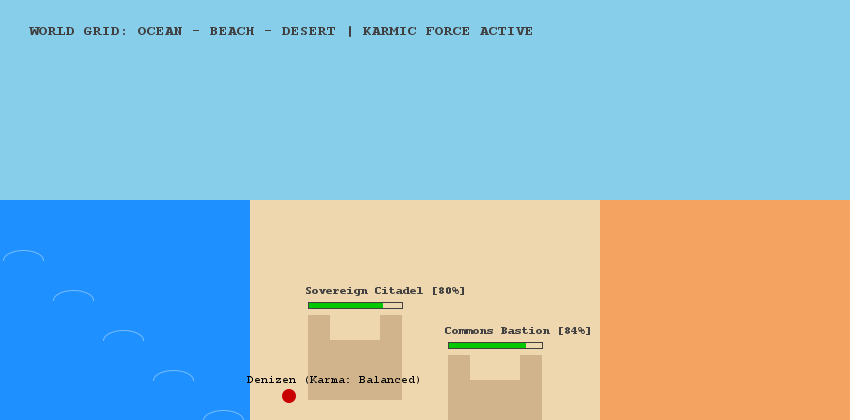 WORLD GRID: OCEAN - BEACH - DESERT | KARMIC FORCE ACTIVE
Sovereign Citadel [80%]
Commons Bastion [84%]
Denizen (Karma: Balanced)